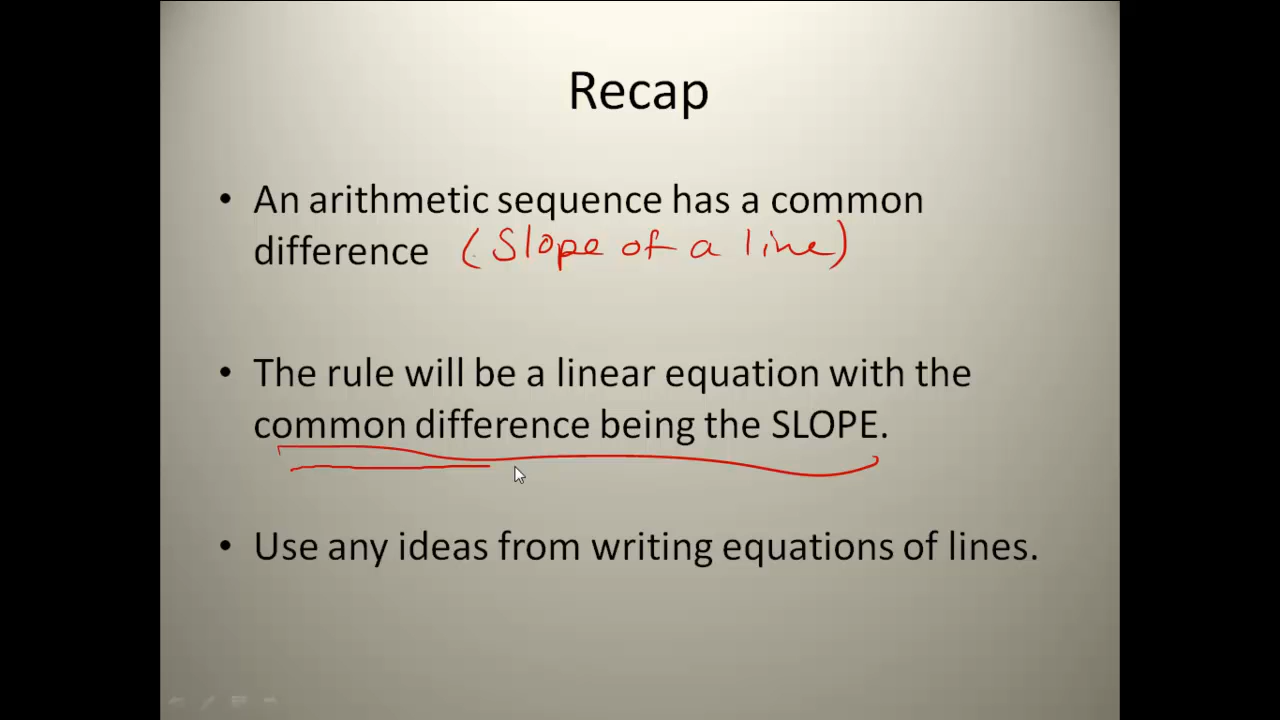 Recap
• An arithmetic sequence has a common
difference (Slope of a line)
• The rule will be a linear equation with the
common difference being the SLOPE.
• Use any ideas from writing equations of lines.